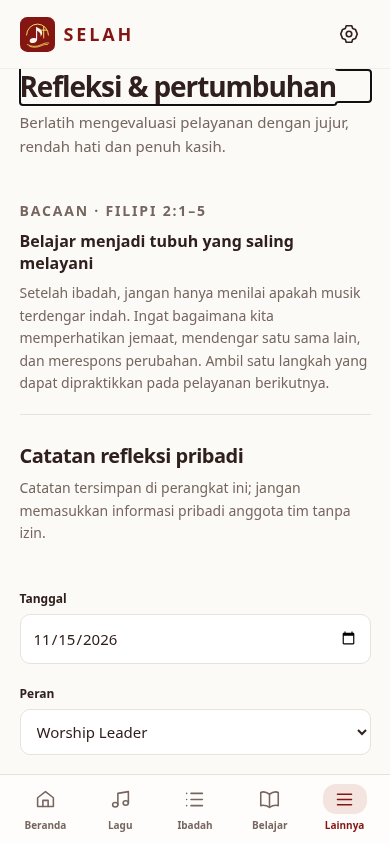 SELAH
Refleksi & pertumbuhan
Berlatih mengevaluasi pelayanan dengan jujur,
rendah hati dan penuh kasih.
BACAAN · FILIPI 2:1–5
Belajar menjadi tubuh yang saling
melayani
Setelah ibadah, jangan hanya menilai apakah musik
terdengar indah. Ingat bagaimana kita
memperhatikan jemaat, mendengar satu sama lain,
dan merespons perubahan. Ambil satu langkah yang
dapat dipraktikkan pada pelayanan berikutnya.
Catatan refleksi pribadi
Catatan tersimpan di perangkat ini; jangan
memasukkan informasi pribadi anggota tim tanpa
izin.
Tanggal
11/15/2026
Peran
Worship Leader
Beranda
Lagu
Ibadah
Belajar
Lainnya